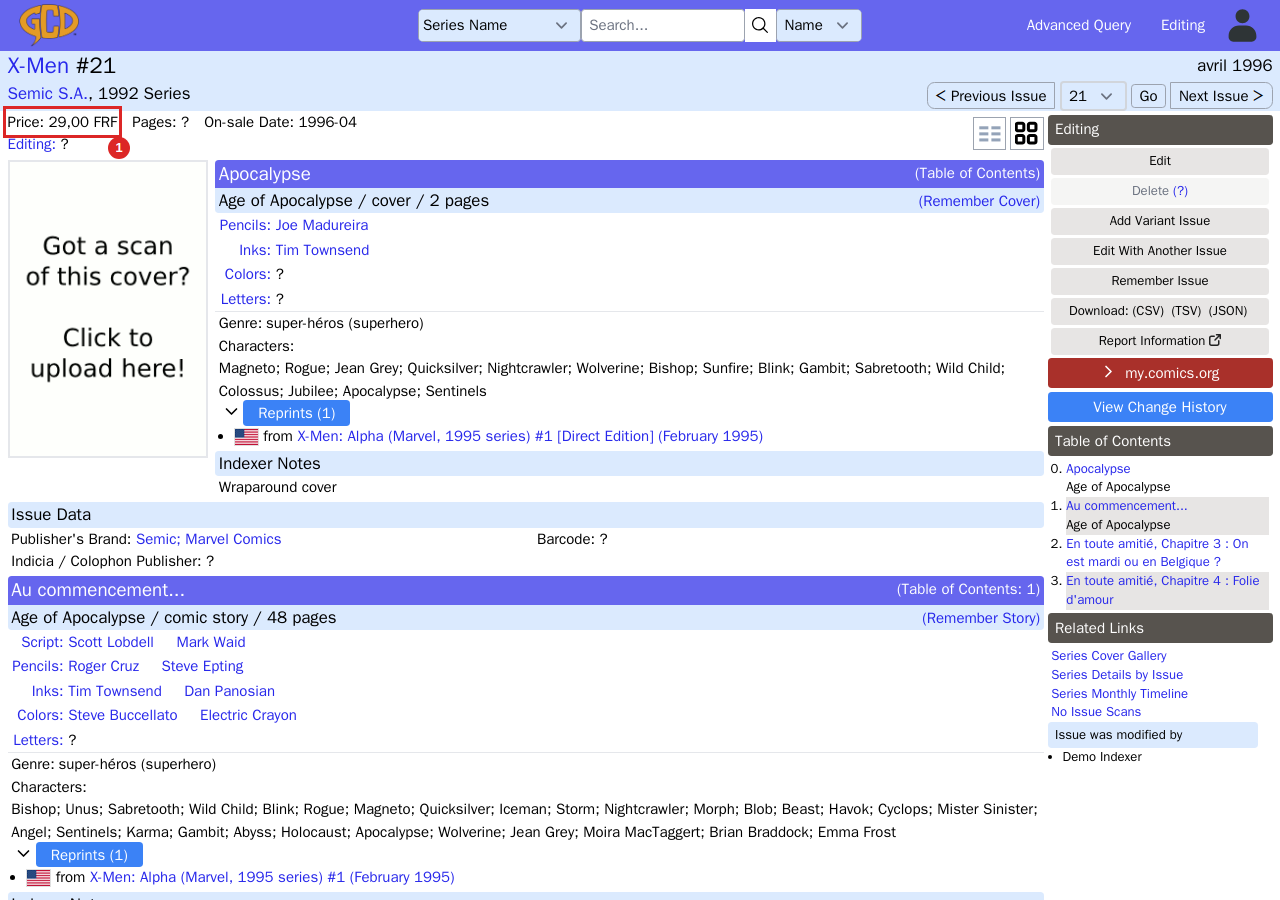 GCD
Series Name
Search...
Name
Advanced Query
Editing
X-Men #21
avril 1996
Semic S.A., 1992 Series
< Previous Issue
21
Go
Next Issue >
Price: 29,00 FRF
Pages: ?
On-sale Date: 1996-04
Editing: ?
1
Got a scan
of this cover?
Click to
upload here!
Apocalypse
(Table of Contents)
Age of Apocalypse / cover / 2 pages
(Remember Cover)
Pencils: Joe Madureira
Inks: Tim Townsend
Colors: ?
Letters: ?
Genre: super-héros (superhero)
Characters:
Magneto; Rogue; Jean Grey; Quicksilver; Nightcrawler; Wolverine; Bishop; Sunfire; Blink; Gambit; Sabretooth; Wild Child;
Colossus; Jubilee; Apocalypse; Sentinels
Reprints (1)
from X-Men: Alpha (Marvel, 1995 series) #1 [Direct Edition] (February 1995)
Indexer Notes
Wraparound cover
Issue Data
Publisher's Brand: Semic; Marvel Comics
Barcode: ?
Indicia / Colophon Publisher: ?
Au commencement...
(Table of Contents: 1)
Age of Apocalypse / comic story / 48 pages
(Remember Story)
Script: Scott Lobdell Mark Waid
Pencils: Roger Cruz Steve Epting
Inks: Tim Townsend Dan Panosian
Colors: Steve Buccellato Electric Crayon
Letters: ?
Genre: super-héros (superhero)
Characters:
Bishop; Unus; Sabretooth; Wild Child; Blink; Rogue; Magneto; Quicksilver; Iceman; Storm; Nightcrawler; Morph; Blob; Beast; Havok; Cyclops; Mister Sinister;
Angel; Sentinels; Karma; Gambit; Abyss; Holocaust; Apocalypse; Wolverine; Jean Grey; Moira MacTaggert; Brian Braddock; Emma Frost
Reprints (1)
from X-Men: Alpha (Marvel, 1995 series) #1 (February 1995)
Editing
Edit
Delete (?)
Add Variant Issue
Edit With Another Issue
Remember Issue
Download: (CSV) (TSV) (JSON)
Report Information
my.comics.org
View Change History
Table of Contents
0. Apocalypse
Age of Apocalypse
1. Au commencement...
Age of Apocalypse
2. En toute amitié, Chapitre 3 : On
est mardi ou en Belgique ?
3. En toute amitié, Chapitre 4 : Folie
d'amour
Related Links
Series Cover Gallery
Series Details by Issue
Series Monthly Timeline
No Issue Scans
Issue was modified by
Demo Indexer